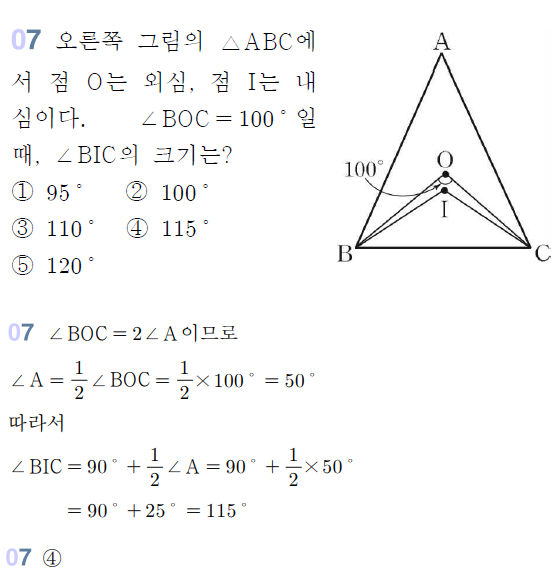 07 오른쪽 그림의 △ABC에
서 점 O는 외심, 점 I는 내
심이다. ∠BOC=100°일
때, ∠BIC의 크기는?
① 95° ② 100°
③ 110° ④ 115°
⑤ 120°
A
100°
O
I
B
C
07 ∠BOC=2∠A이므로
∠A=1/2∠BOC=1/2×100°=50°
따라서
∠BIC=90°+1/2∠A=90°+1/2×50°
=90°+25°=115°
07 ④